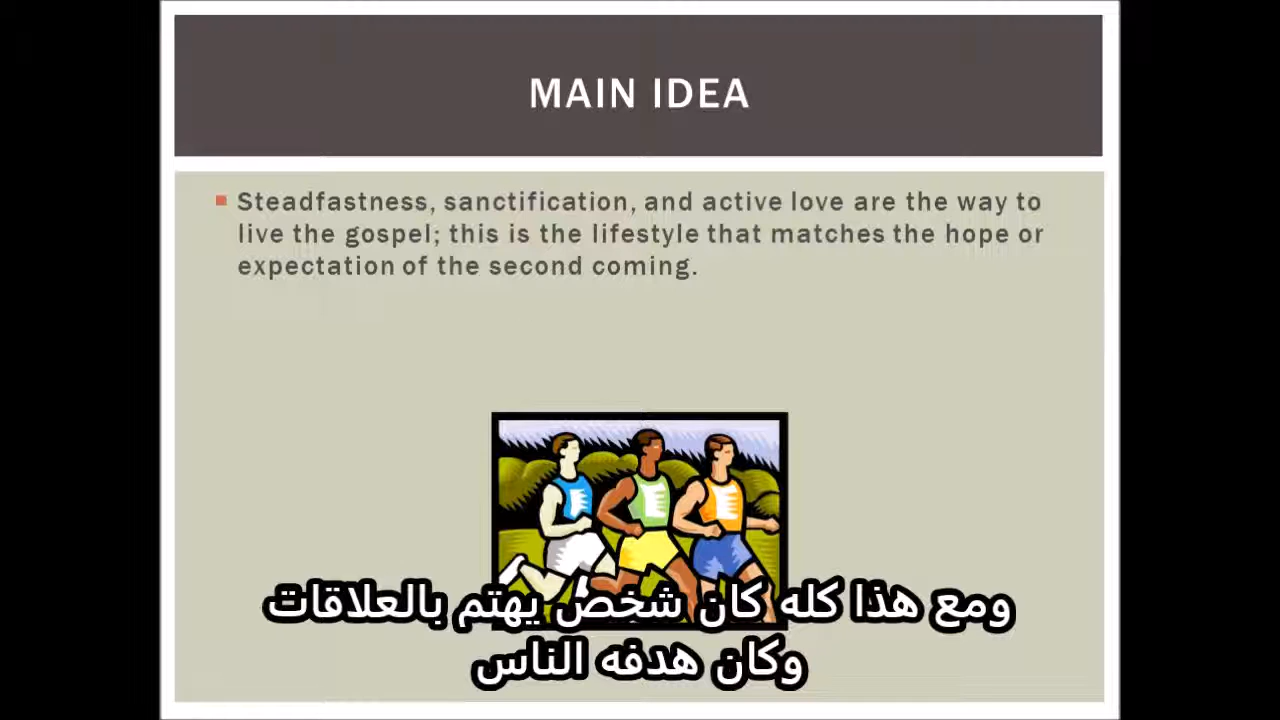 MAIN IDEA
Steadfastness, sanctification, and active love are the way to
live the gospel; this is the lifestyle that matches the hope or
expectation of the second coming.
ومع هذا كله كان شخص يهتم بالعلاقات
وكان هدفه الناس